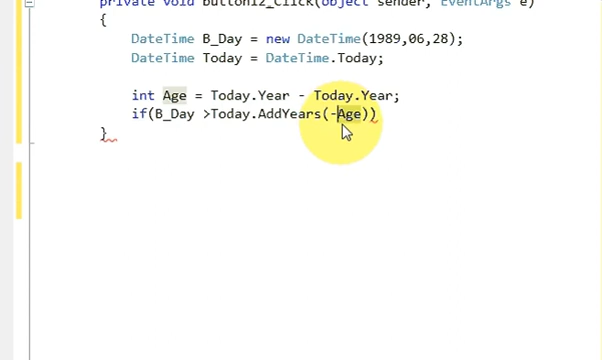 private void button12_Click(object sender, EventArgs e)
{
DateTime B_Day = new DateTime(1989,06,28);
DateTime Today = DateTime.Today;
int Age = Today.Year - Today.Year;
if(B_Day >Today.AddYears(-Age))
}